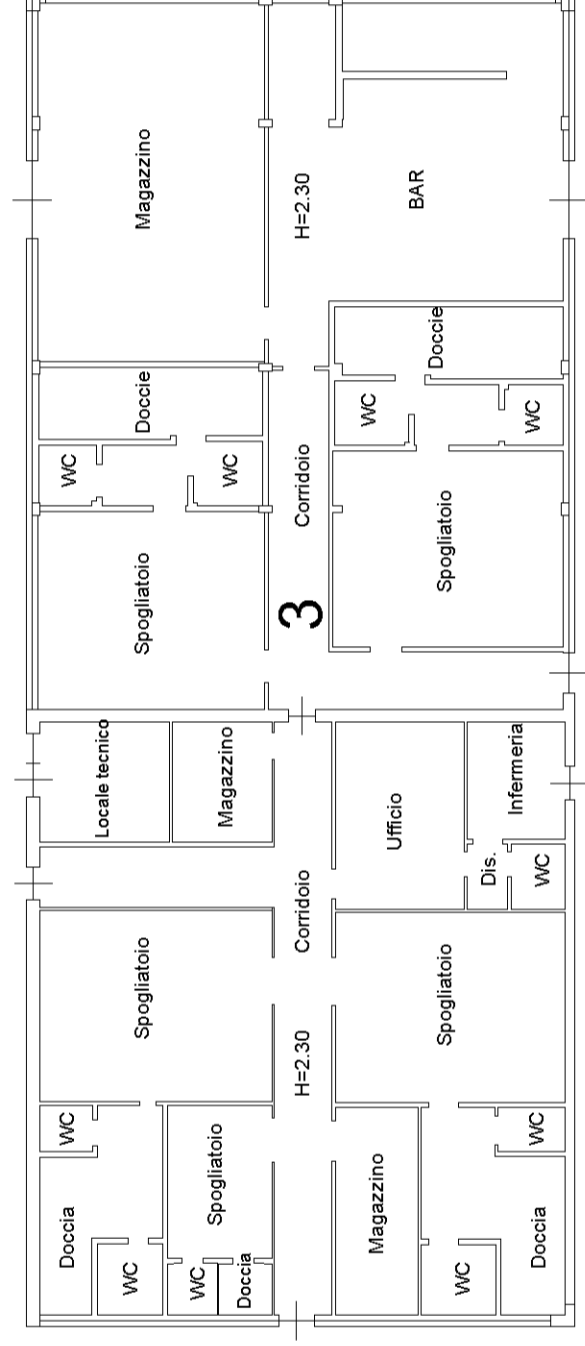 Magazzino
H=2.30
BAR
Doccie
Doccie
WC
WC
WC
WC
Corridoio
Spogliatoio
Spogliatoio
3
Locale tecnico
Magazzino
Ufficio
Infermeria
Dis.
WC
Corridoio
Spogliatoio
Spogliatoio
H=2.30
WC
WC
Spogliatoio
Magazzino
Doccia
WC
WC
Doccia
WC
Doccia